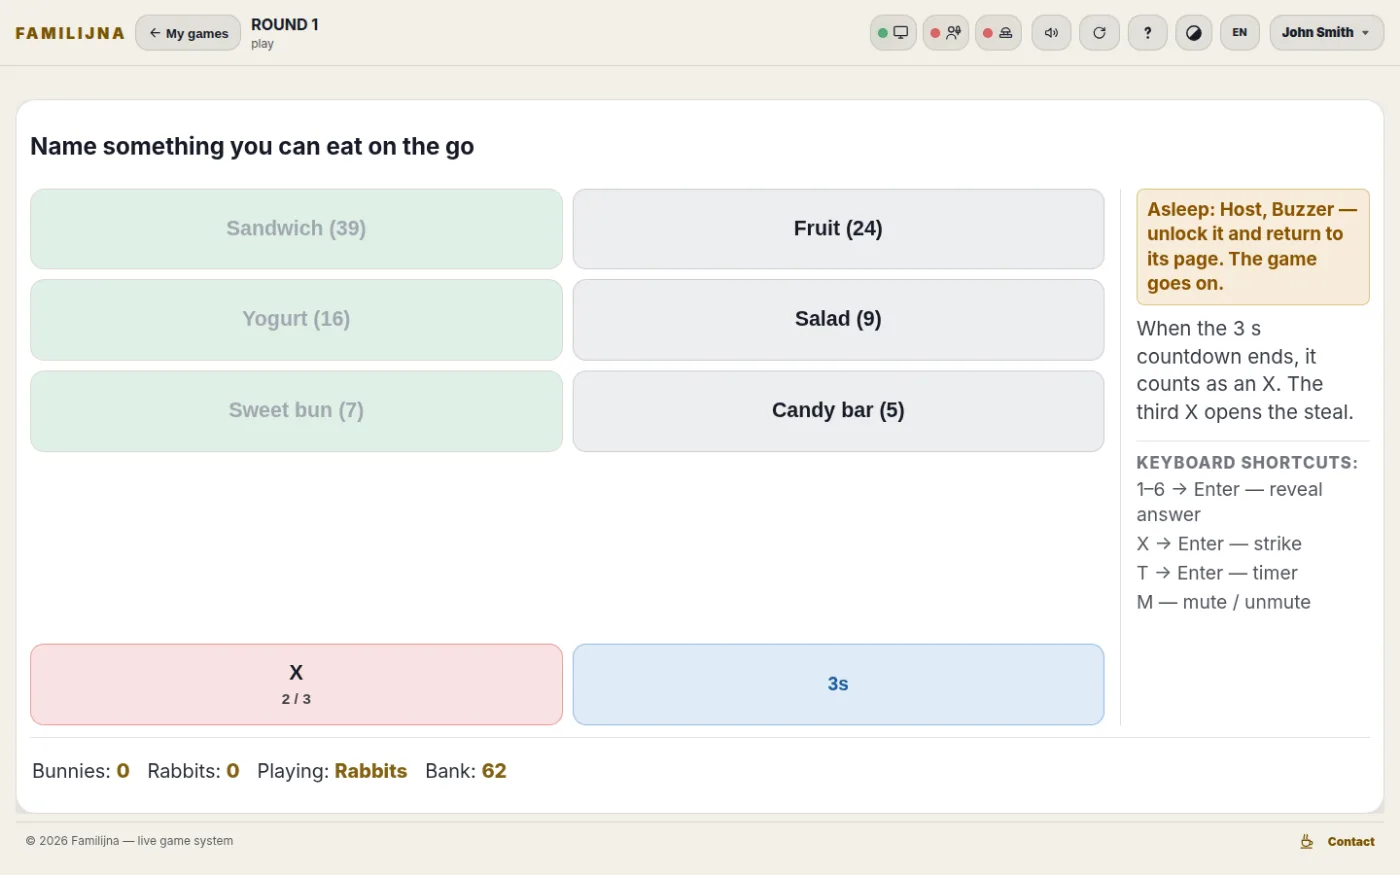 FAMILIJNA
← My games
ROUND 1
play
?
EN
John Smith
Name something you can eat on the go
Sandwich (39)
Fruit (24)
Yogurt (16)
Salad (9)
Sweet bun (7)
Candy bar (5)
X
2 / 3
3s
Asleep: Host, Buzzer —
unlock it and return to
its page. The game
goes on.
When the 3 s
countdown ends, it
counts as an X. The
third X opens the steal.
KEYBOARD SHORTCUTS:
1–6 → Enter — reveal
answer
X → Enter — strike
T → Enter — timer
M — mute / unmute
Bunnies: 0 Rabbits: 0 Playing: Rabbits Bank: 62
© 2026 Familijna — live game system
Contact